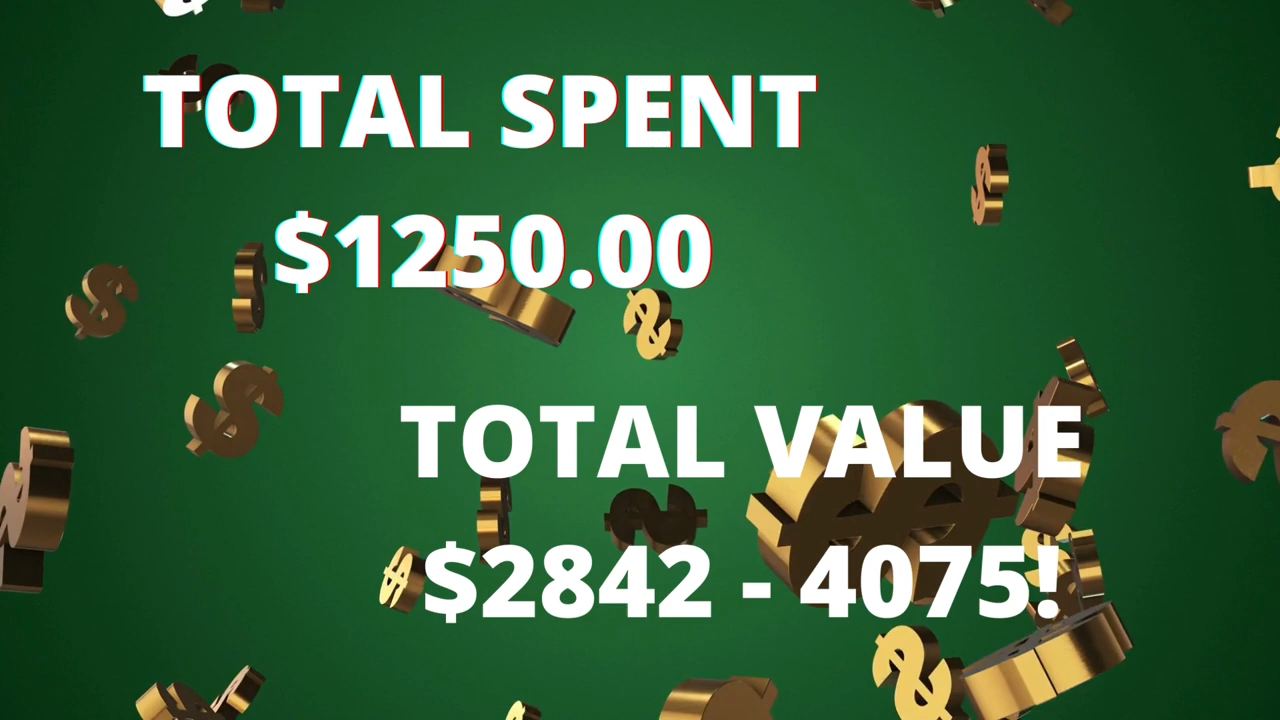 TOTAL SPENT
$1250.00
TOTAL VALUE
$2842 - 4075!